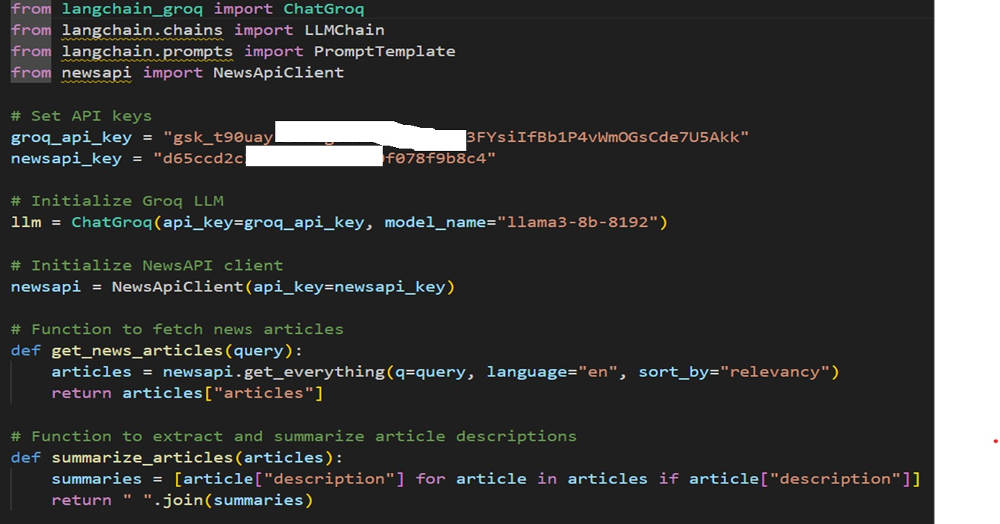 from langchain_groq import ChatGroq
from langchain.chains import LLMChain
from langchain.prompts import PromptTemplate
from newsapi import NewsApiClient
# Set API keys
groq_api_key = "gsk_t90uay 3FYsiIfBb1P4vWmOGsCde7U5Akk"
newsapi_key = "d65ccd2c f078f9b8c4"
# Initialize Groq LLM
llm = ChatGroq(api_key=groq_api_key, model_name="llama3-8b-8192")
# Initialize NewsAPI client
newsapi = NewsApiClient(api_key=newsapi_key)
# Function to fetch news articles
def get_news_articles(query):
    articles = newsapi.get_everything(q=query, language="en", sort_by="relevancy")
    return articles["articles"]
# Function to extract and summarize article descriptions
def summarize_articles(articles):
    summaries = [article["description"] for article in articles if article["description"]]
    return " ".join(summaries)